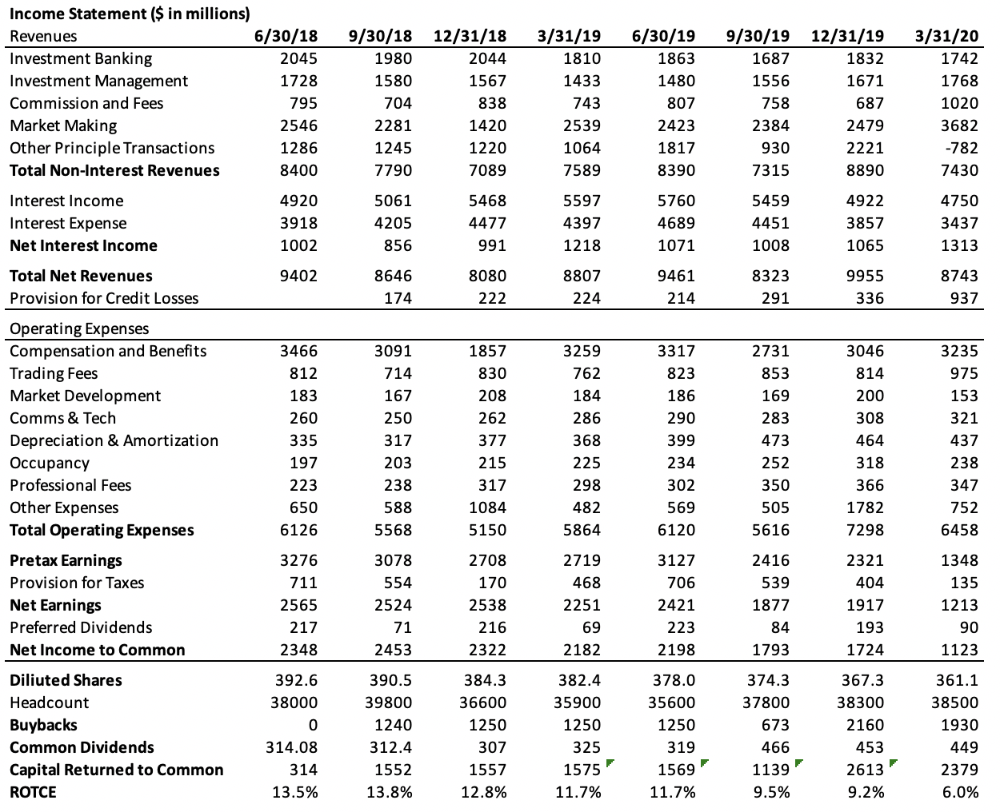 Income Statement ($ in millions)
Revenues 6/30/18 9/30/18 12/31/18 3/31/19 6/30/19 9/30/19 12/31/19 3/31/20
Investment Banking 2045 1980 2044 1810 1863 1687 1832 1742
Investment Management 1728 1580 1567 1433 1480 1556 1671 1768
Commission and Fees 795 704 838 743 807 758 687 1020
Market Making 2546 2281 1420 2539 2423 2384 2479 3682
Other Principle Transactions 1286 1245 1220 1064 1817 930 2221 -782
Total Non-Interest Revenues 8400 7790 7089 7589 8390 7315 8890 7430
Interest Income 4920 5061 5468 5597 5760 5459 4922 4750
Interest Expense 3918 4205 4477 4397 4689 4451 3857 3437
Net Interest Income 1002 856 991 1218 1071 1008 1065 1313
Total Net Revenues 9402 8646 8080 8807 9461 8323 9955 8743
Provision for Credit Losses 174 222 224 214 291 336 937
Operating Expenses
Compensation and Benefits 3466 3091 1857 3259 3317 2731 3046 3235
Trading Fees 812 714 830 762 823 853 814 975
Market Development 183 167 208 184 186 169 200 153
Comms & Tech 260 250 262 286 290 283 308 321
Depreciation & Amortization 335 317 377 368 399 473 464 437
Occupancy 197 203 215 225 234 252 318 238
Professional Fees 223 238 317 298 302 350 366 347
Other Expenses 650 588 1084 482 569 505 1782 752
Total Operating Expenses 6126 5568 5150 5864 6120 5616 7298 6458
Pretax Earnings 3276 3078 2708 2719 3127 2416 2321 1348
Provision for Taxes 711 554 170 468 706 539 404 135
Net Earnings 2565 2524 2538 2251 2421 1877 1917 1213
Preferred Dividends 217 71 216 69 223 84 193 90
Net Income to Common 2348 2453 2322 2182 2198 1793 1724 1123
Diliuted Shares 392.6 390.5 384.3 382.4 378.0 374.3 367.3 361.1
Headcount 38000 39800 36600 35900 35600 37800 38300 38500
Buybacks 0 1240 1250 1250 1250 673 2160 1930
Common Dividends 314.08 312.4 307 325 319 466 453 449
Capital Returned to Common 314 1552 1557 1575 1569 1139 2613 2379
ROTCE 13.5% 13.8% 12.8% 11.7% 11.7% 9.5% 9.2% 6.0%